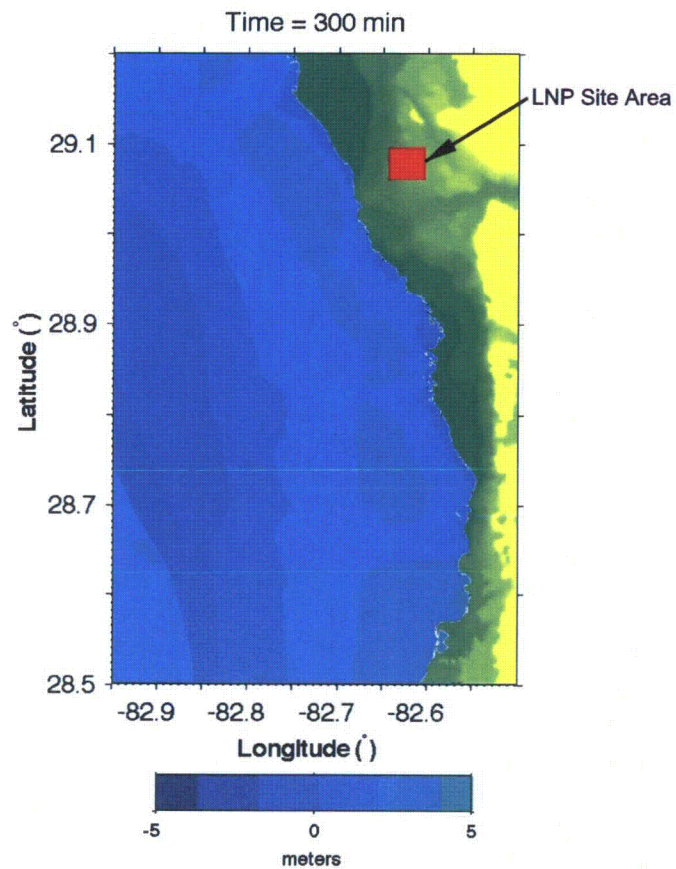 Time = 300 min
LNP Site Area
29.1
28.9
28.7
28.5
Latitude (°)
-82.9 -82.8 -82.7 -82.6
Longitude (°)
-5 0 5
meters